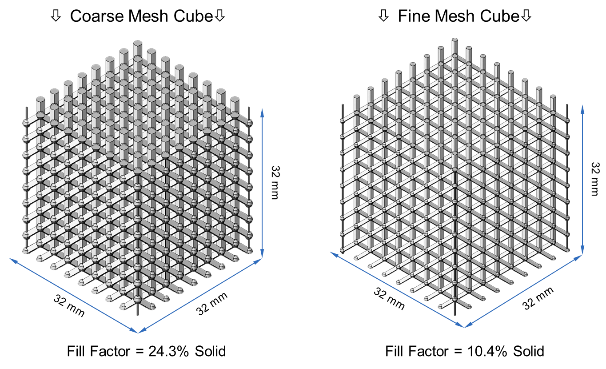 ⇩ Coarse Mesh Cube⇩
⇩ Fine Mesh Cube⇩
32 mm
32 mm
32 mm
32 mm
32 mm
32 mm
Fill Factor = 24.3% Solid
Fill Factor = 10.4% Solid